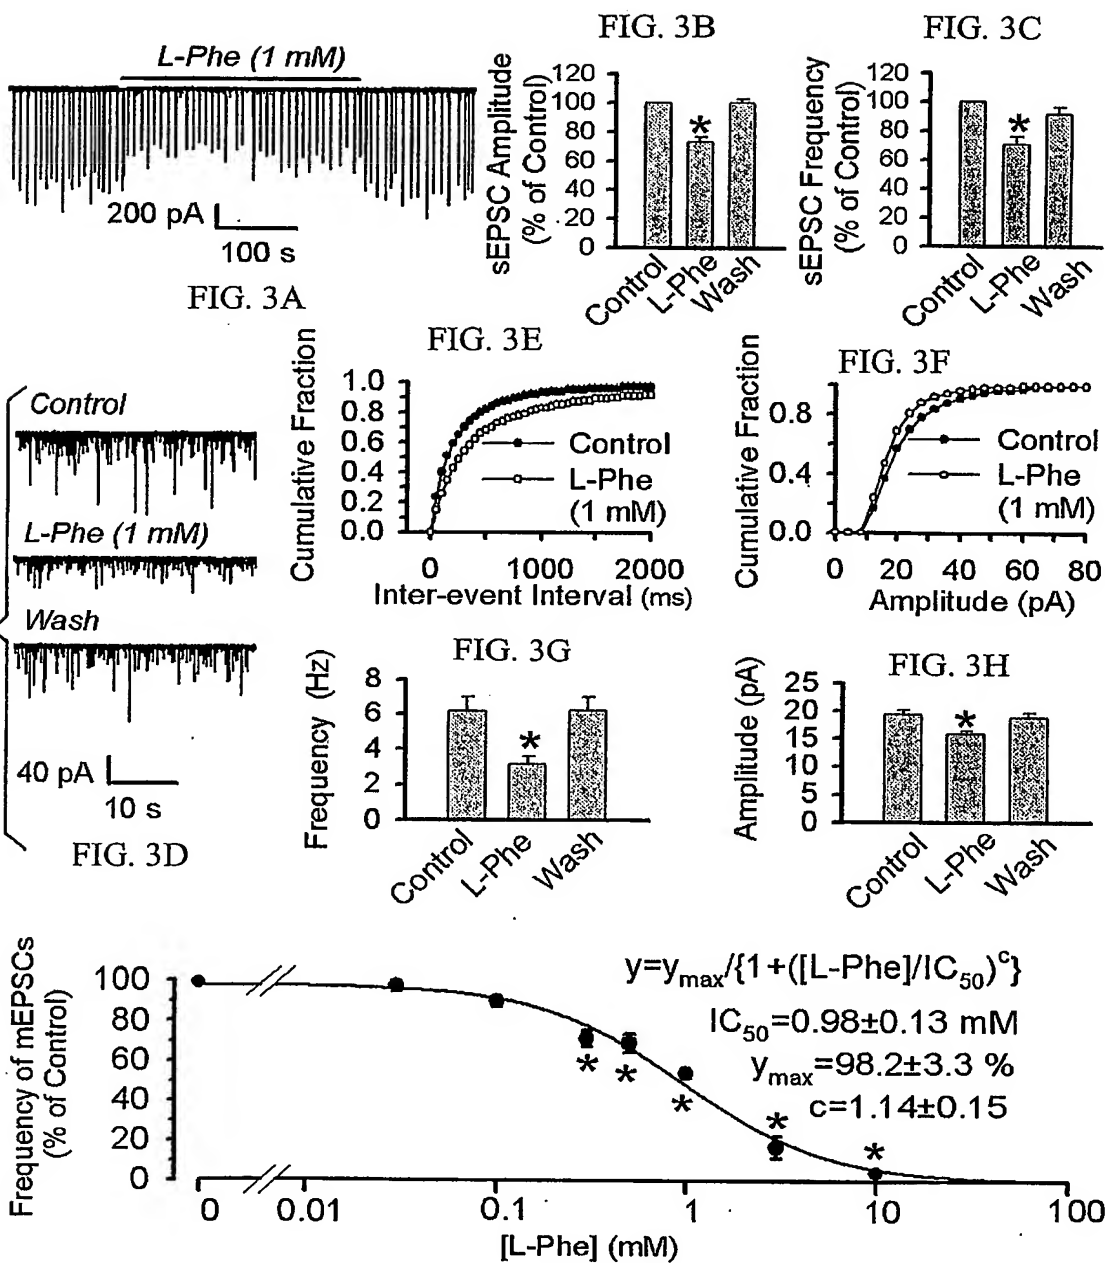 L-Phe (1 mM)
200 pA
100 s
FIG. 3A
FIG. 3B
sEPSC Amplitude
(% of Control)
120
100
80
60
40
20
0
*
Control
L-Phe
Wash
FIG. 3C
sEPSC Frequency
(% of Control)
120
100
80
60
40
20
0
*
Control
L-Phe
Wash
Control
L-Phe (1 mM)
Wash
40 pA
10 s
FIG. 3D
FIG. 3E
Cumulative Fraction
1.0
0.8
0.6
0.4
0.2
0.0
Control
L-Phe
(1 mM)
0 1000 2000
Inter-event Interval (ms)
FIG. 3F
Cumulative Fraction
0.8
0.4
0.0
Control
L-Phe
(1 mM)
0 20 40 60 80
Amplitude (pA)
FIG. 3G
Frequency (Hz)
8
6
4
2
0
*
Control
L-Phe
Wash
FIG. 3H
Amplitude (pA)
25
20
15
10
5
0
*
Control
L-Phe
Wash
Frequency of mEPSCs
(% of Control)
100
80
60
40
20
0
y=ymax/{1+([L-Phe]/IC50)c}
IC50=0.98±0.13 mM
ymax=98.2±3.3 %
c=1.14±0.15
* * * * *
0 0.01 0.1 1 10 100
[L-Phe] (mM)